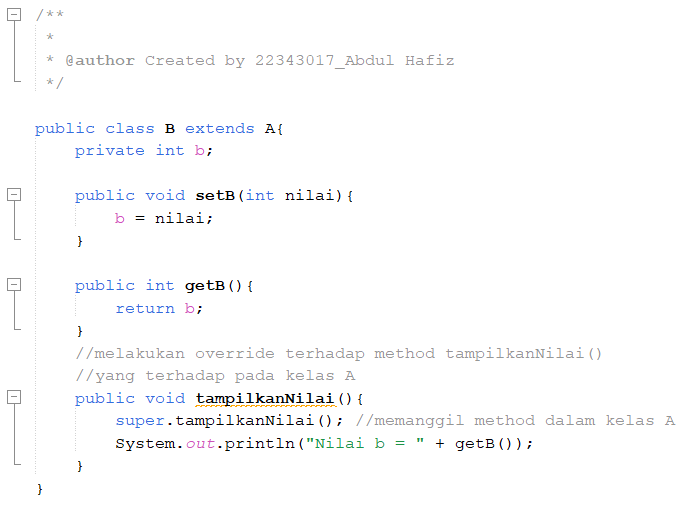 /**
 *
 * @author Created by 22343017_Abdul Hafiz
 */
public class B extends A{
    private int b;
    public void setB(int nilai){
        b = nilai;
    }
    public int getB(){
        return b;
    }
    //melakukan override terhadap method tampilkanNilai()
    //yang terhadap pada kelas A
    public void tampilkanNilai(){
        super.tampilkanNilai(); //memanggil method dalam kelas A
        System.out.println("Nilai b = " + getB());
    }
}